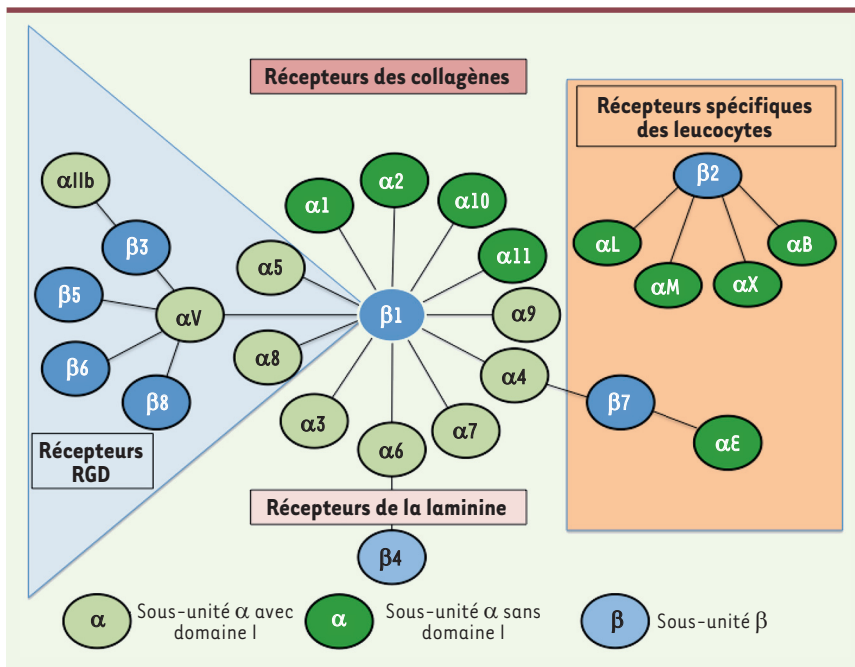 Récepteurs des collagènes
Récepteurs spécifiques
des leucocytes
αIIb
α2
β2
α1
α10
β3
αL
αB
α5
α11
αM
αX
β5
αV
β1
α9
β6
α8
α4
β8
β7
α3
α7
αE
α6
Récepteurs
RGD
Récepteurs de la laminine
β4
α
Sous-unité α avec
domaine I
α
Sous-unité α sans
domaine I
β
Sous-unité β